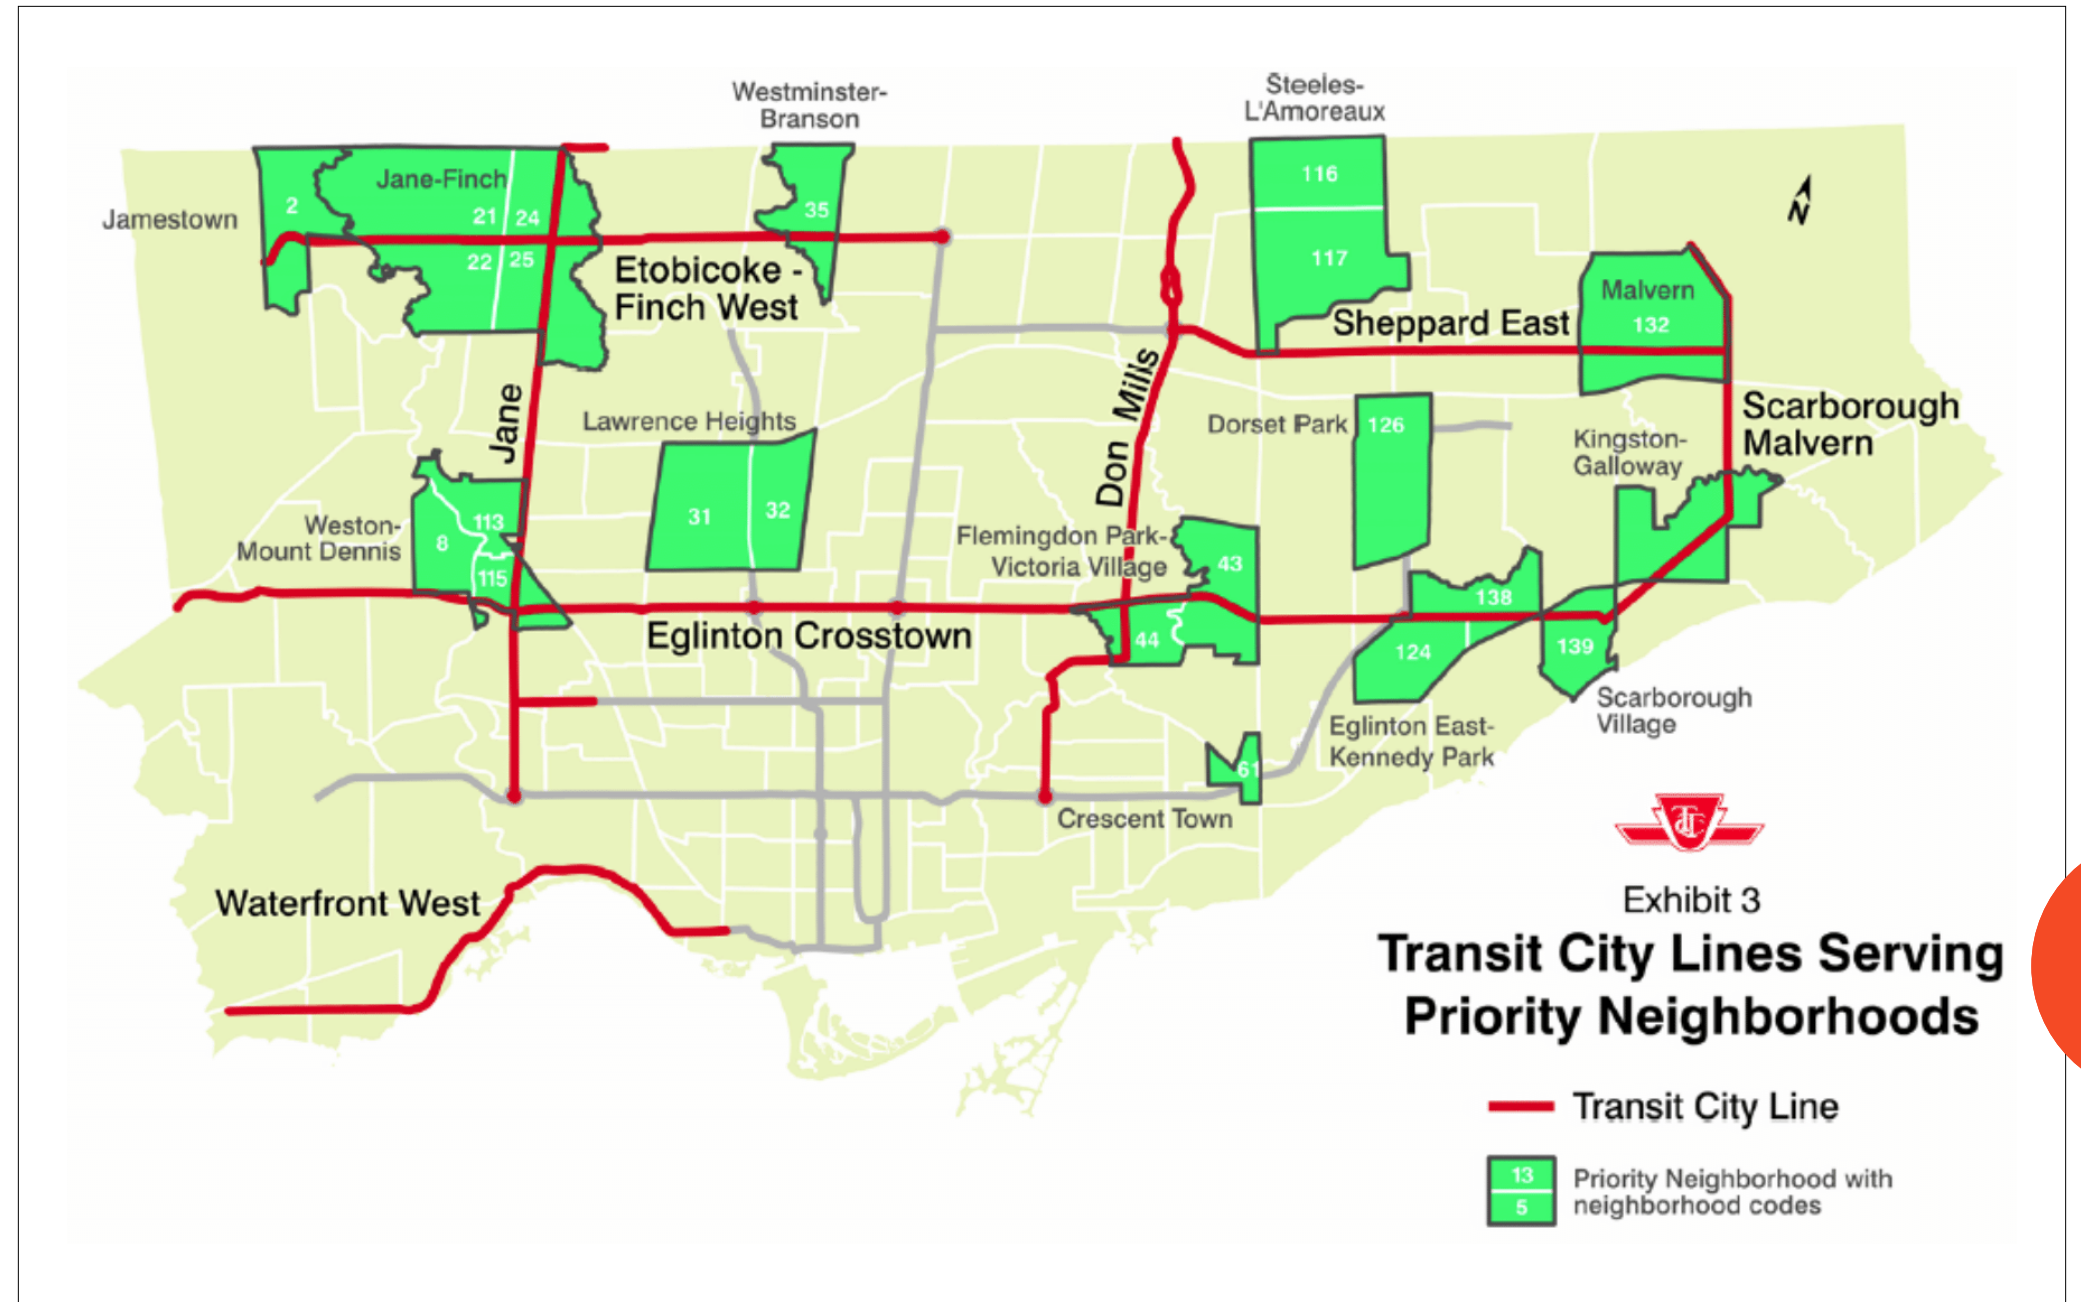 Westminster-
Branson
Steeles-
L'Amoreaux
Jane-Finch
Jamestown
2
21
24
22
25
35
116
117
N
Etobicoke -
Finch West
Malvern
132
Sheppard East
Jane
Don Mills
Lawrence Heights
31
32
Dorset Park
126
Scarborough
Malvern
Kingston-
Galloway
Weston-
Mount Dennis
8
113
115
Flemingdon Park-
Victoria Village
43
44
Eglinton Crosstown
138
124
139
Scarborough
Village
Eglinton East-
Kennedy Park
61
Crescent Town
Waterfront West
TTC
Exhibit 3
Transit City Lines Serving
Priority Neighborhoods
Transit City Line
13
5
Priority Neighborhood with
neighborhood codes